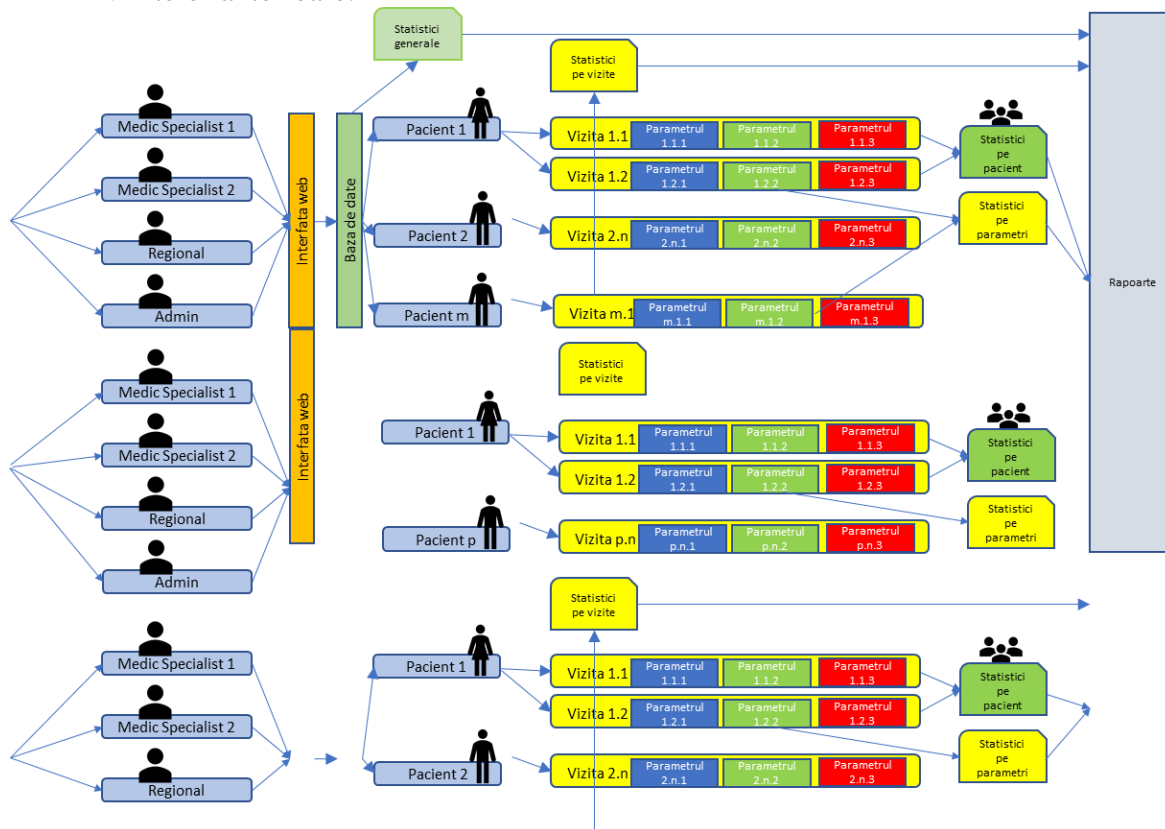 Statistici
generale
Statistici
pe vizite
Medic Specialist 1
Medic Specialist 2
Regional
Admin
Interfata web
Baza de date
Pacient 1
Pacient 2
Pacient m
Vizita 1.1
Parametrul
1.1.1
Parametrul
1.1.2
Parametrul
1.1.3
Vizita 1.2
Parametrul
1.2.1
Parametrul
1.2.2
Parametrul
1.2.3
Vizita 2.n
Parametrul
2.n.1
Parametrul
2.n.2
Parametrul
2.n.3
Vizita m.1
Parametrul
m.1.1
Parametrul
m.1.2
Parametrul
m.1.3
Statistici
pe
pacient
Statistici
pe
parametri
Rapoarte
Statistici
pe vizite
Medic Specialist 1
Medic Specialist 2
Regional
Admin
Interfata web
Pacient 1
Pacient p
Vizita 1.1
Parametrul
1.1.1
Parametrul
1.1.2
Parametrul
1.1.3
Vizita 1.2
Parametrul
1.2.1
Parametrul
1.2.2
Parametrul
1.2.3
Vizita p.n
Parametrul
p.n.1
Parametrul
p.n.2
Parametrul
p.n.3
Statistici
pe
pacient
Statistici
pe
parametri
Statistici
pe vizite
Medic Specialist 1
Medic Specialist 2
Regional
Pacient 1
Pacient 2
Vizita 1.1
Parametrul
1.1.1
Parametrul
1.1.2
Parametrul
1.1.3
Vizita 1.2
Parametrul
1.2.1
Parametrul
1.2.2
Parametrul
1.2.3
Vizita 2.n
Parametrul
2.n.1
Parametrul
2.n.2
Parametrul
2.n.3
Statistici
pe
pacient
Statistici
pe
parametri